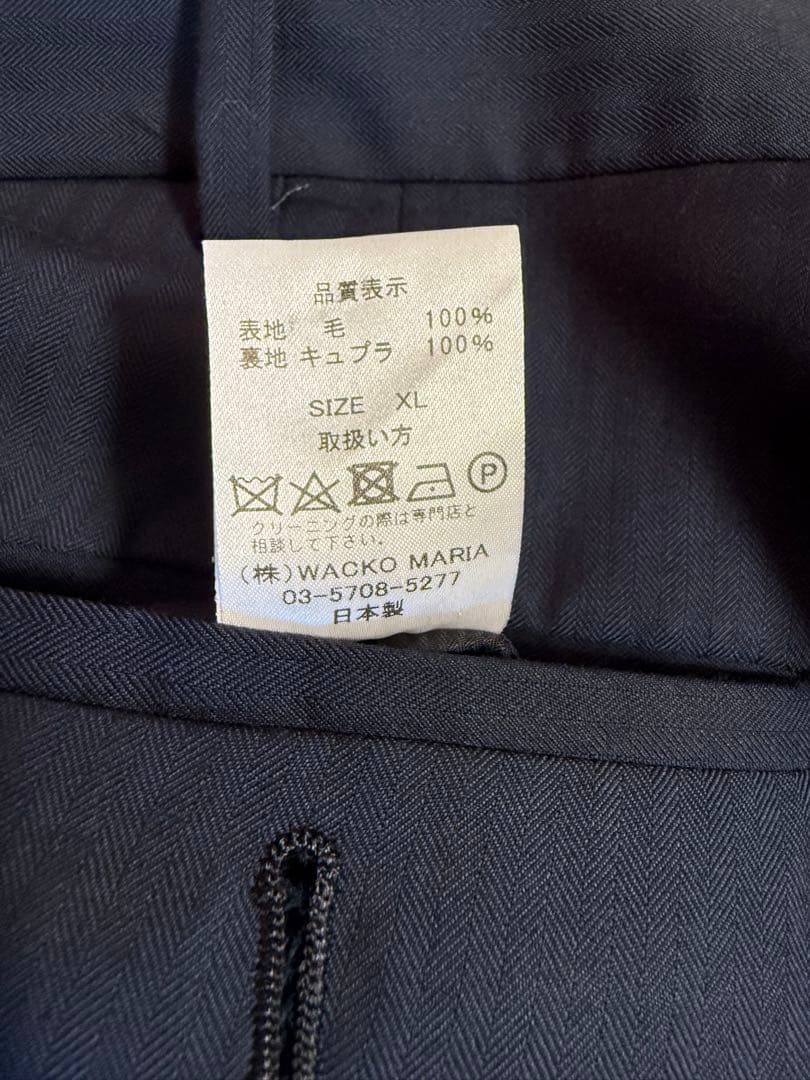 品質表示
表地 毛 100%
裏地 キュプラ 100%
SIZE XL
取扱い方
P
クリーニングの際は専門店と
相談して下さい。
(株)WACKO MARIA
03-5708-5277
日本製